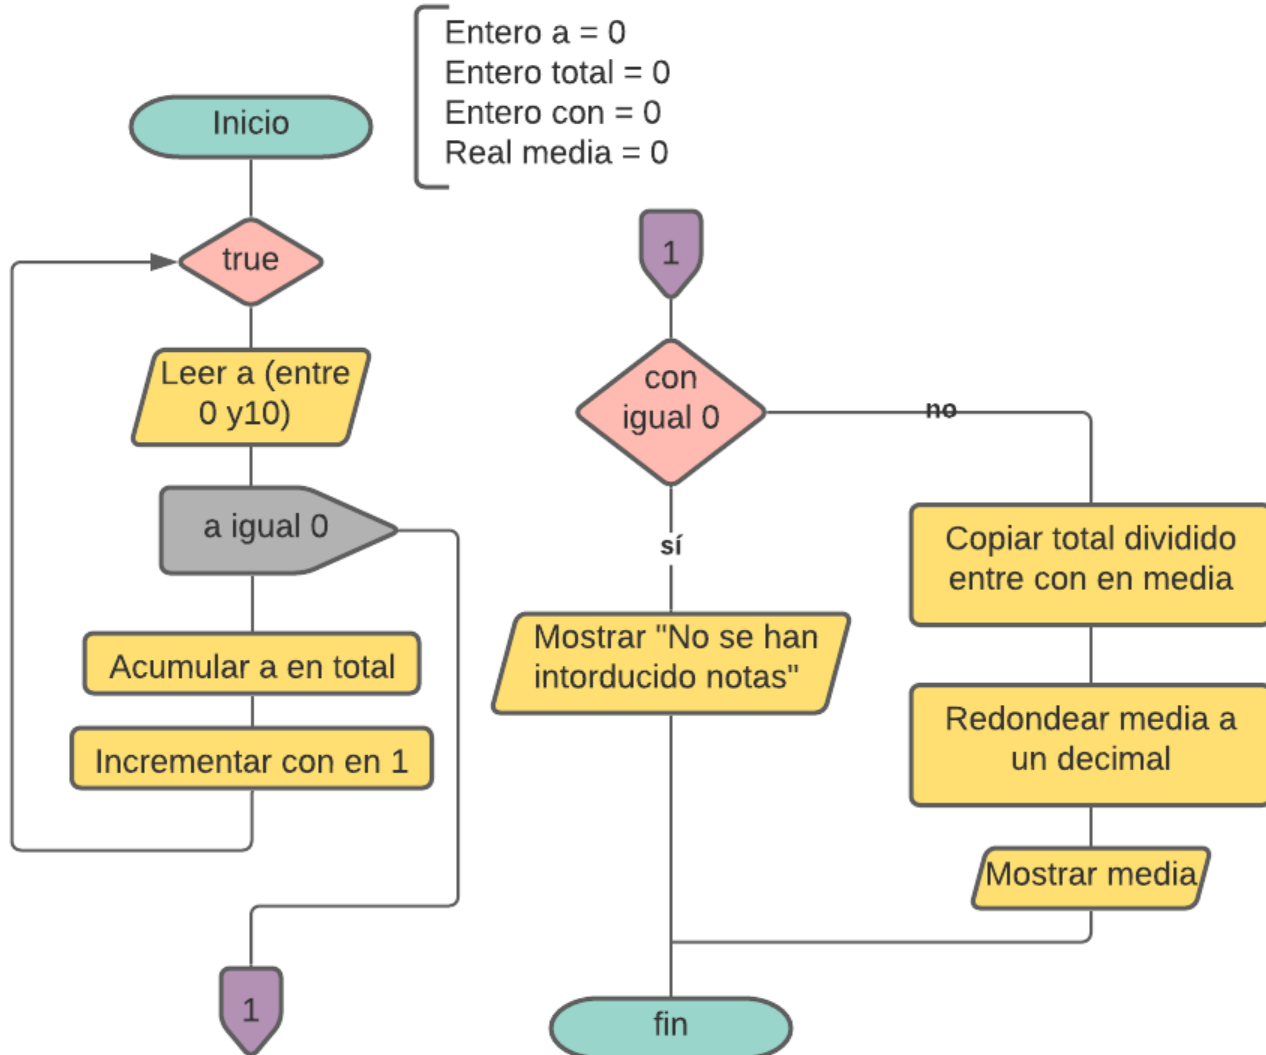 Entero a = 0
Entero total = 0
Entero con = 0
Real media = 0
Inicio
true
Leer a (entre
0 y10)
a igual 0
Acumular a en total
Incrementar con en 1
1
1
con
igual 0
no
sí
Mostrar "No se han
intorducido notas"
Copiar total dividido
entre con en media
Redondear media a
un decimal
Mostrar media
fin